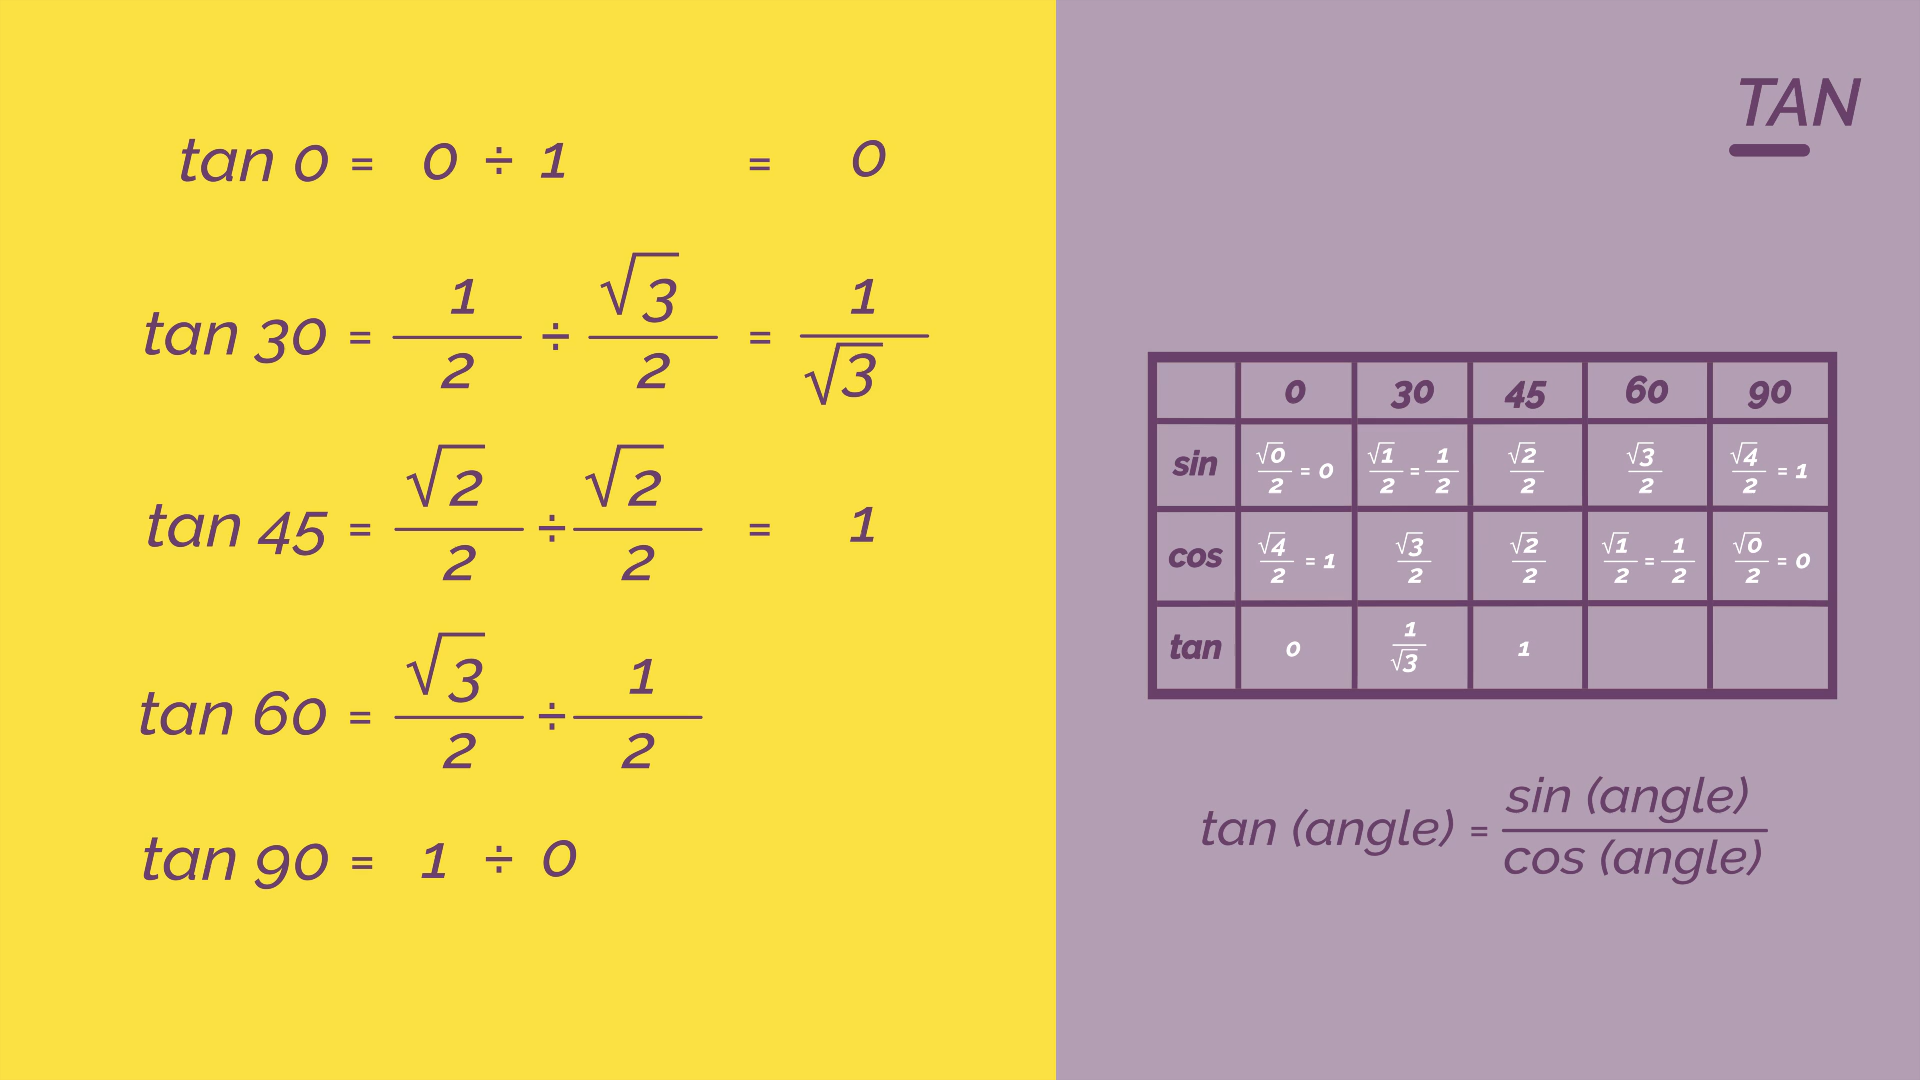 tan 0 = 0 ÷ 1 = 0
tan 30 = 1/2 ÷ √3/2 = 1/√3
tan 45 = √2/2 ÷ √2/2 = 1
tan 60 = √3/2 ÷ 1/2
tan 90 = 1 ÷ 0
TAN
0 30 45 60 90
sin √0/2 = 0 √1/2 = 1/2 √2/2 √3/2 √4/2 = 1
cos √4/2 = 1 √3/2 √2/2 √1/2 = 1/2 √0/2 = 0
tan 0 1/√3 1
tan (angle) = sin (angle)/cos (angle)